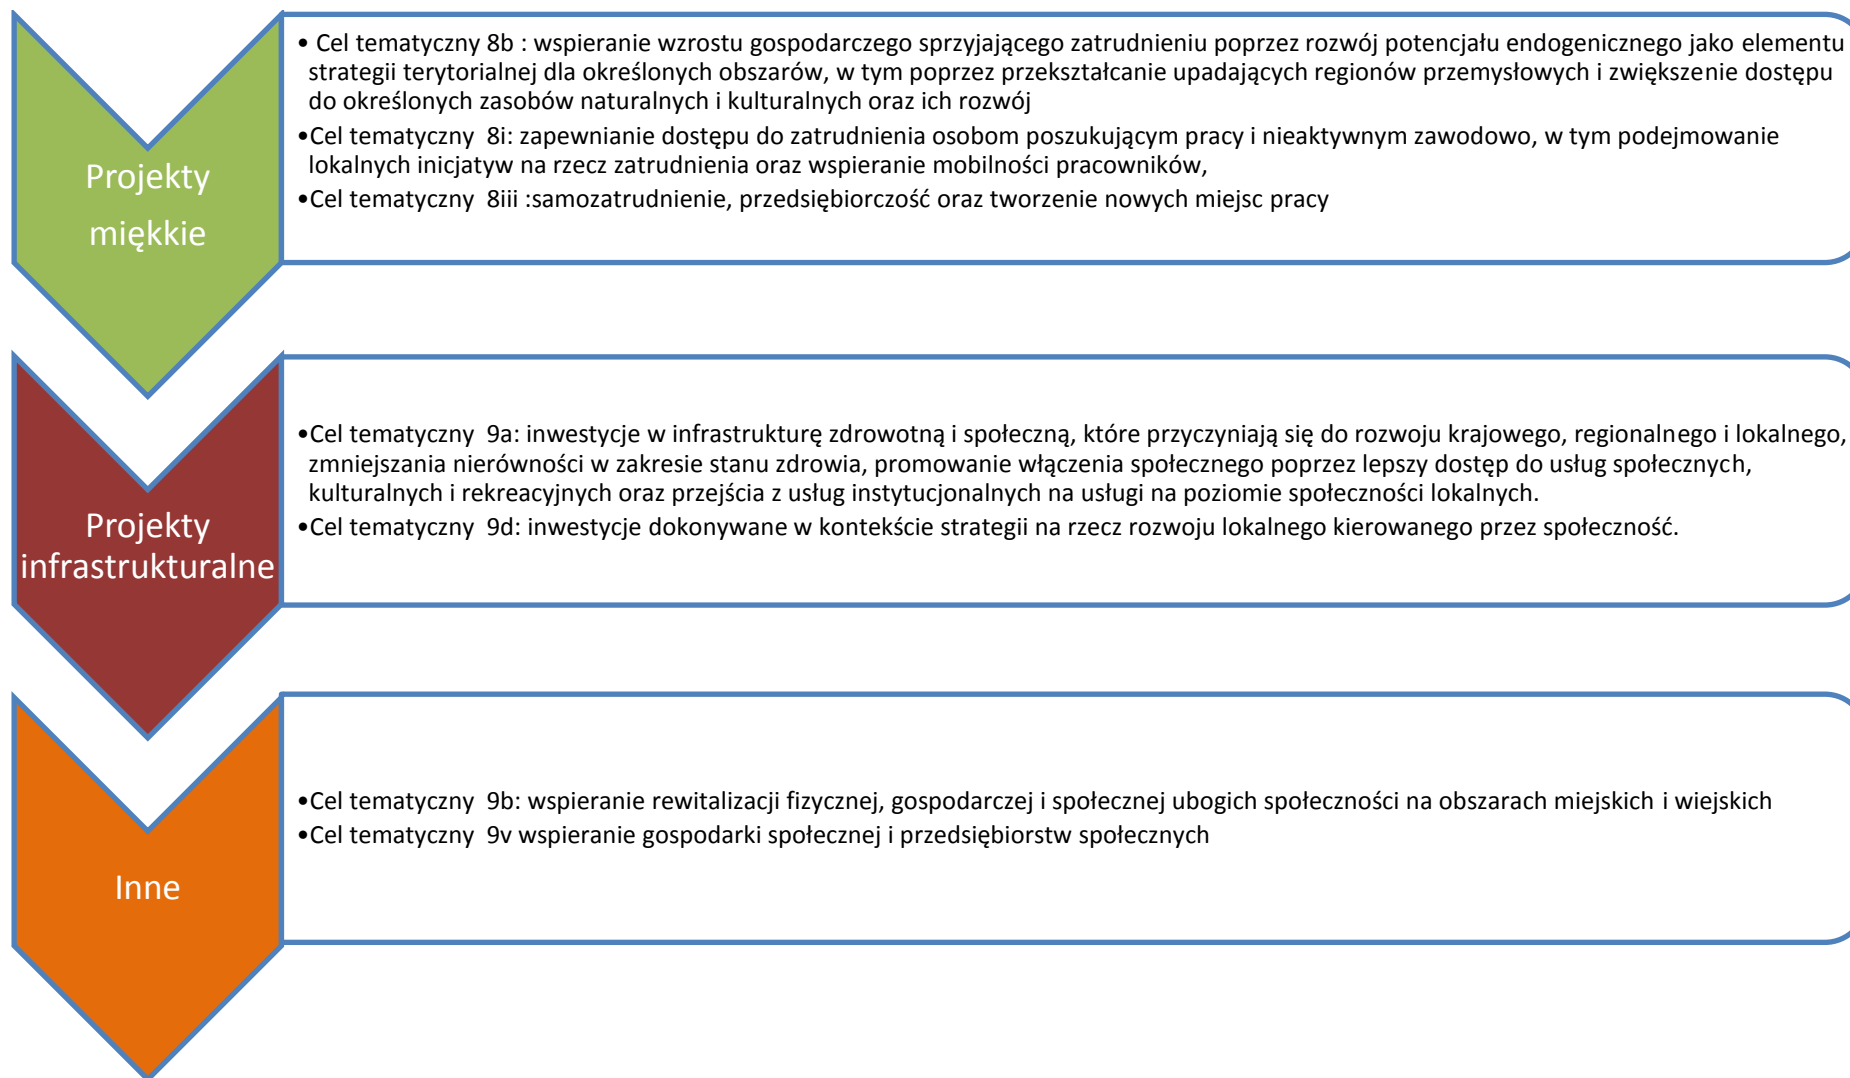 Projekty
miękkie
• Cel tematyczny 8b : wspieranie wzrostu gospodarczego sprzyjającego zatrudnieniu poprzez rozwój potencjału endogenicznego jako elementu
strategii terytorialnej dla określonych obszarów, w tym poprzez przekształcanie upadających regionów przemysłowych i zwiększenie dostępu
do określonych zasobów naturalnych i kulturalnych oraz ich rozwój
•Cel tematyczny 8i: zapewnianie dostępu do zatrudnienia osobom poszukującym pracy i nieaktywnym zawodowo, w tym podejmowanie
lokalnych inicjatyw na rzecz zatrudnienia oraz wspieranie mobilności pracowników,
•Cel tematyczny 8iii :samozatrudnienie, przedsiębiorczość oraz tworzenie nowych miejsc pracy
Projekty
infrastrukturalne
•Cel tematyczny 9a: inwestycje w infrastrukturę zdrowotną i społeczną, które przyczyniają się do rozwoju krajowego, regionalnego i lokalnego,
zmniejszania nierówności w zakresie stanu zdrowia, promowanie włączenia społecznego poprzez lepszy dostęp do usług społecznych,
kulturalnych i rekreacyjnych oraz przejścia z usług instytucjonalnych na usługi na poziomie społeczności lokalnych.
•Cel tematyczny 9d: inwestycje dokonywane w kontekście strategii na rzecz rozwoju lokalnego kierowanego przez społeczność.
Inne
•Cel tematyczny 9b: wspieranie rewitalizacji fizycznej, gospodarczej i społecznej ubogich społeczności na obszarach miejskich i wiejskich
•Cel tematyczny 9v wspieranie gospodarki społecznej i przedsiębiorstw społecznych